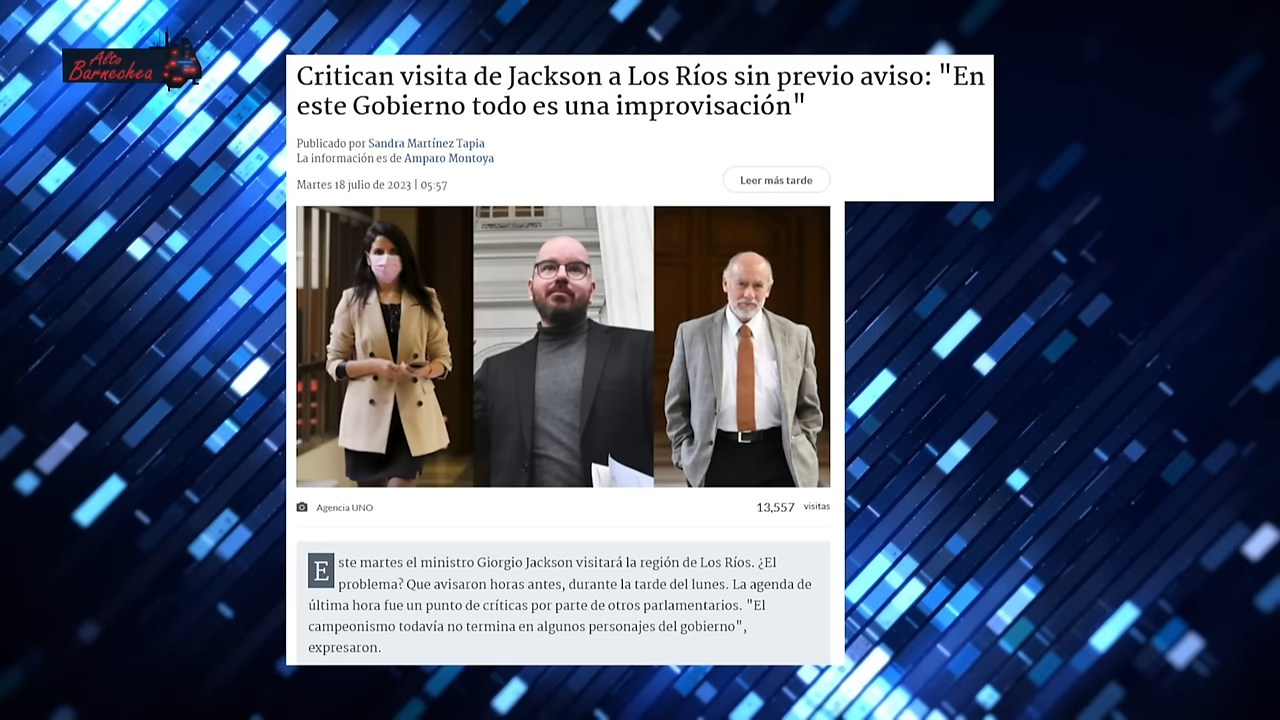 Alto
Barnechea
Critican visita de Jackson a Los Ríos sin previo aviso: "En
este Gobierno todo es una improvisación"
Publicado por Sandra Martínez Tapia
La información es de Amparo Montoya
Martes 18 julio de 2023 | 05:57
Leer más tarde
Agencia UNO
13,557 visitas
Este martes el ministro Giorgio Jackson visitará la región de Los Ríos. ¿El
problema? Que avisaron horas antes, durante la tarde del lunes. La agenda de
última hora fue un punto de críticas por parte de otros parlamentarios. "El
campeonismo todavía no termina en algunos personajes del gobierno",
expresaron.